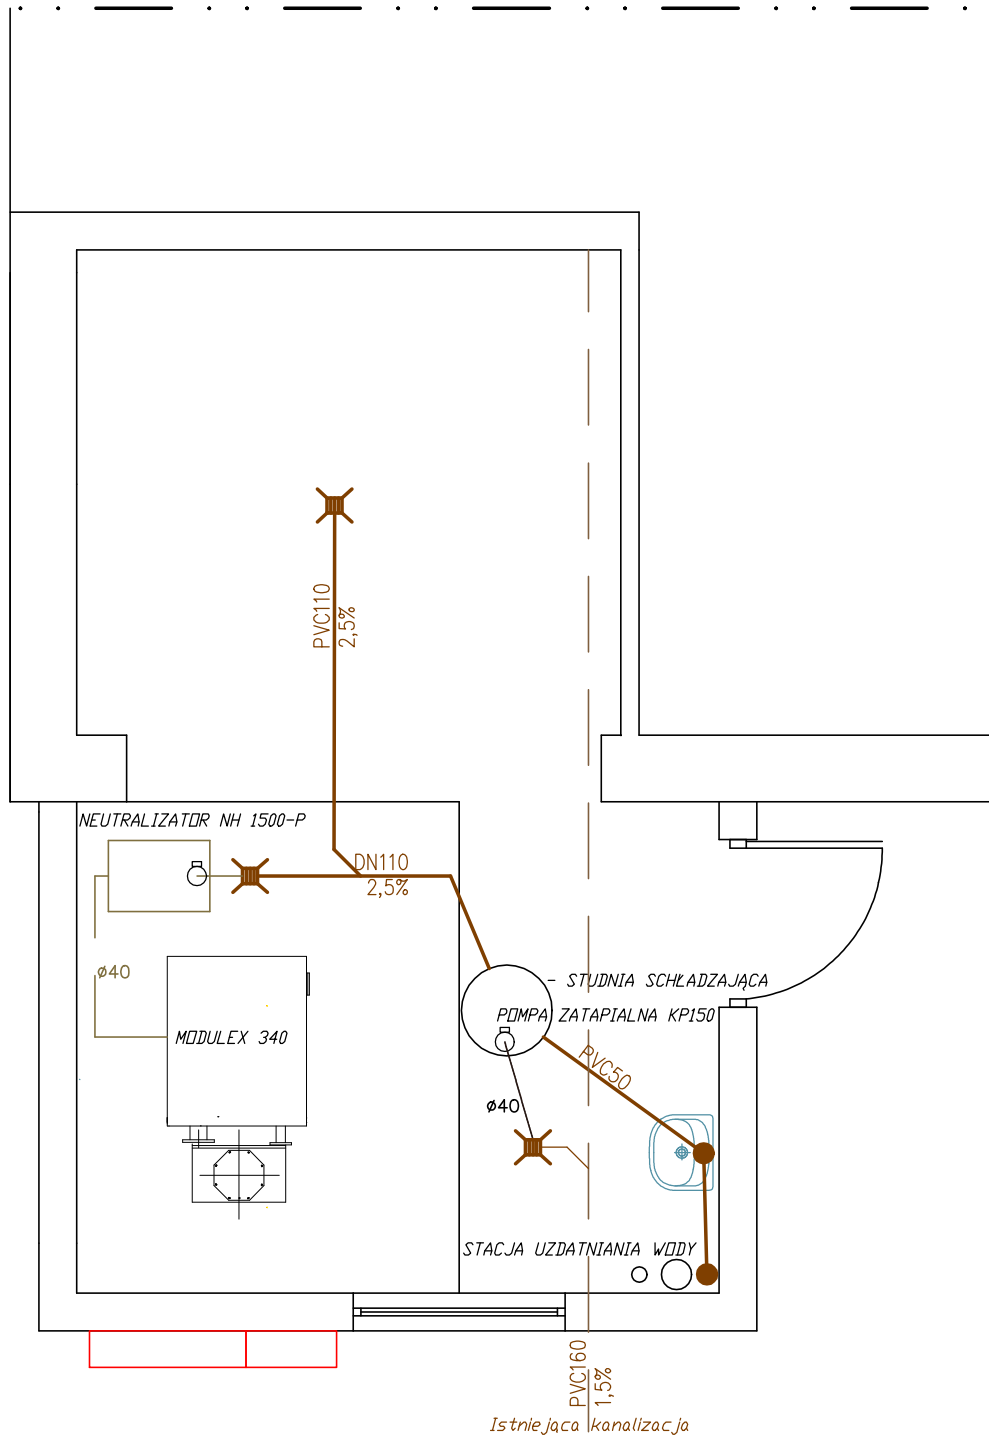 PVC110
2,5%
NEUTRALIZATOR NH 1500-P
DN110
2,5%
ø40
- STUDNIA SCHŁADZAJĄCA
POMPA ZATAPIALNA KP150
MODULEX 340
PVC50
ø40
STACJA UZDATNIANIA WODY
PVC160
1,5%
Istniejaca kanalizacja